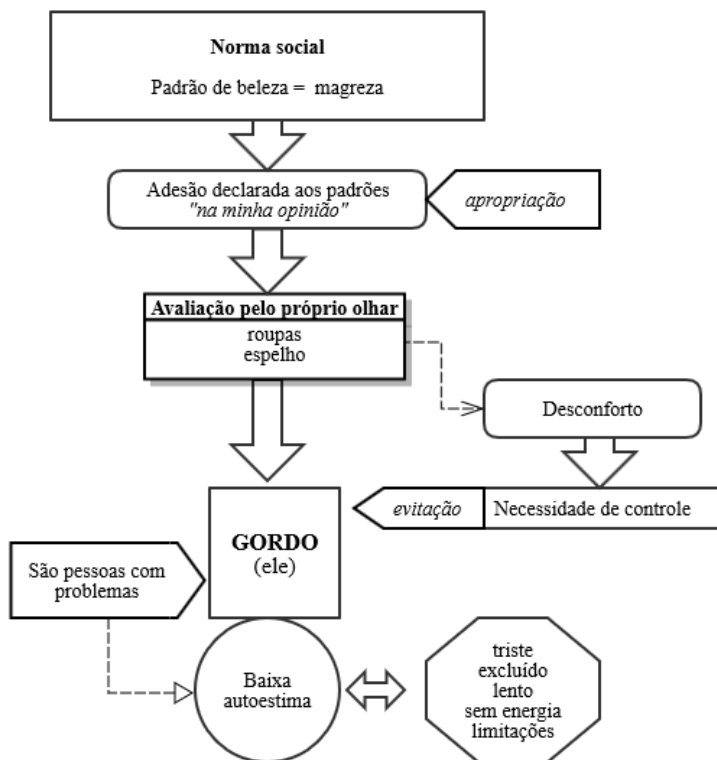 Norma social
Padrão de beleza = magreza
Adesão declarada aos padrões
"na minha opinião"
apropriação
Avaliação pelo próprio olhar
roupas
espelho
Desconforto
evitação
Necessidade de controle
GORDO
(ele)
São pessoas com
problemas
Baixa
autoestima
triste
excluído
lento
sem energia
limitações